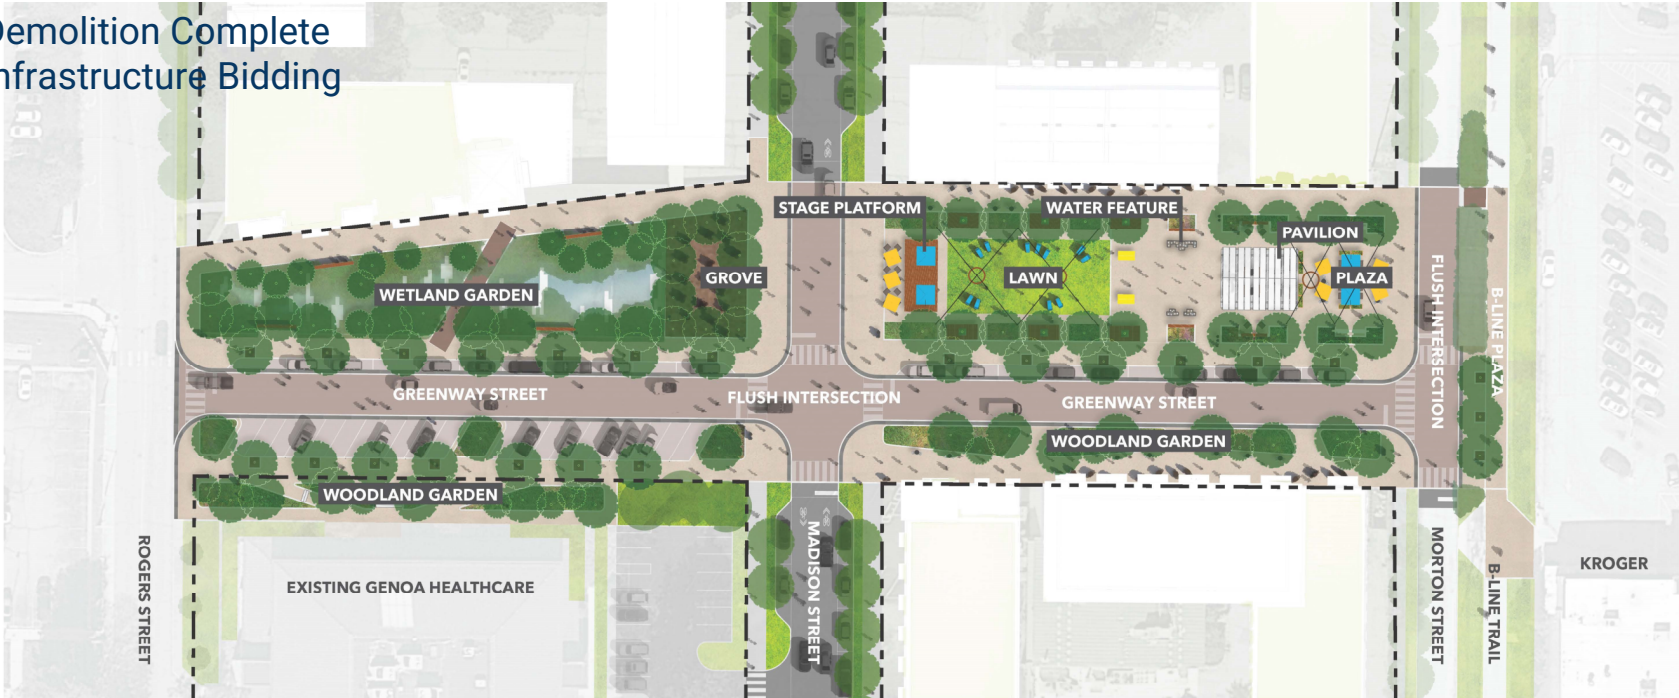 Demolition Complete
Infrastructure Bidding
STAGE PLATFORM
WATER FEATURE
PAVILION
GROVE
LAWN
PLAZA
WETLAND GARDEN
FLUSH INTERSECTION
B-LINE PLAZA
GREENWAY STREET
FLUSH INTERSECTION
GREENWAY STREET
WOODLAND GARDEN
WOODLAND GARDEN
ROGERS STREET
EXISTING GENOA HEALTHCARE
MADISON STREET
MORTON STREET
B-LINE TRAIL
KROGER